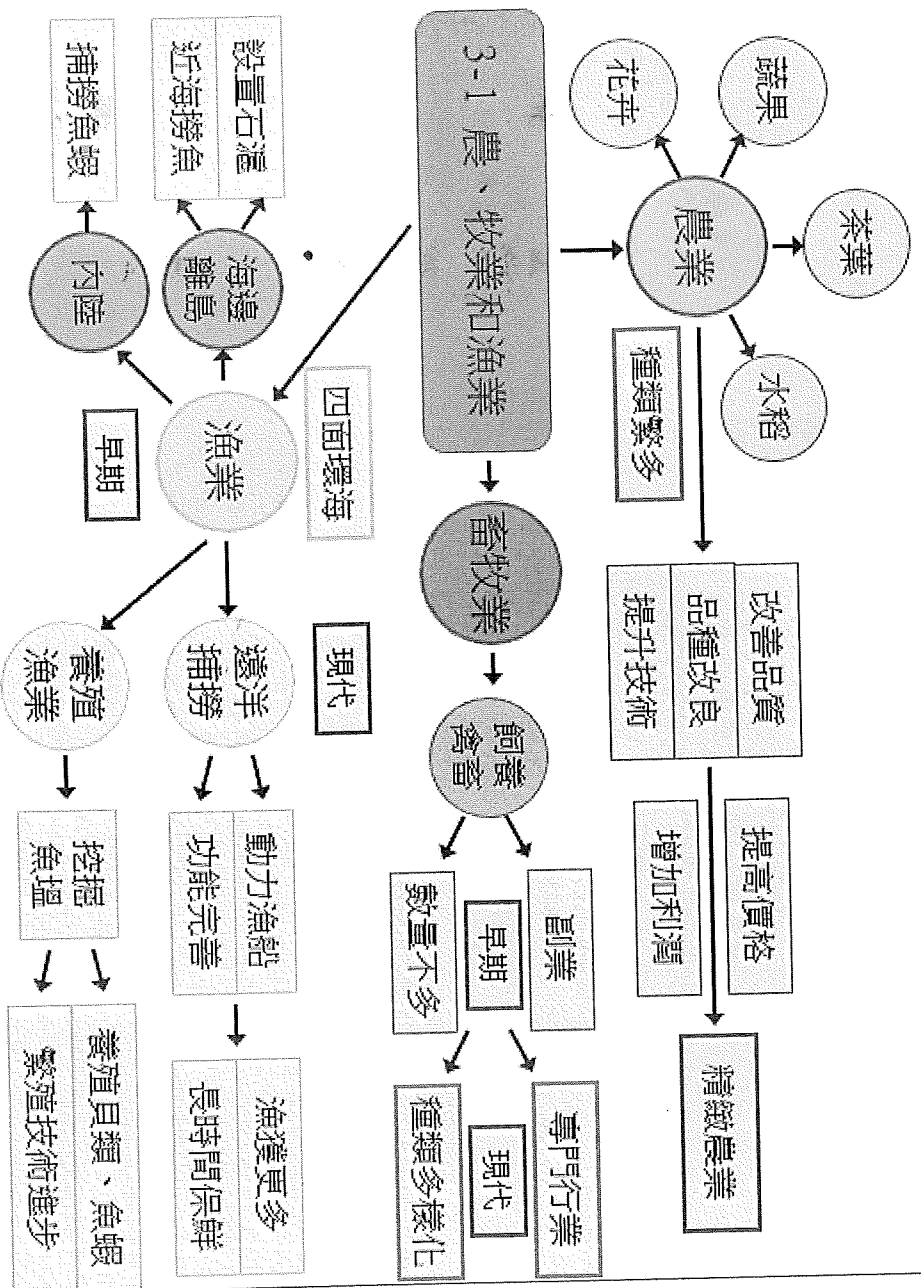 3-1 農、牧業和漁業
農業
蔬果
花卉
茶葉
水稻
種類繁多
改善品質
品種改良
提升技術
提高價格
增加利潤
精緻農業
畜牧業
飼養
禽畜
副業
早期
數量不多
專門行業
現代
種類多樣化
四面環海
漁業
早期
海邊
離島
設置石滬
近海撈魚
內陸
捕撈魚蝦
現代
遠洋
捕撈
動力漁船
功能完善
漁獲更多
長時間保鮮
養殖
漁業
挖掘
魚塭
養殖貝類、魚蝦
繁殖技術進步